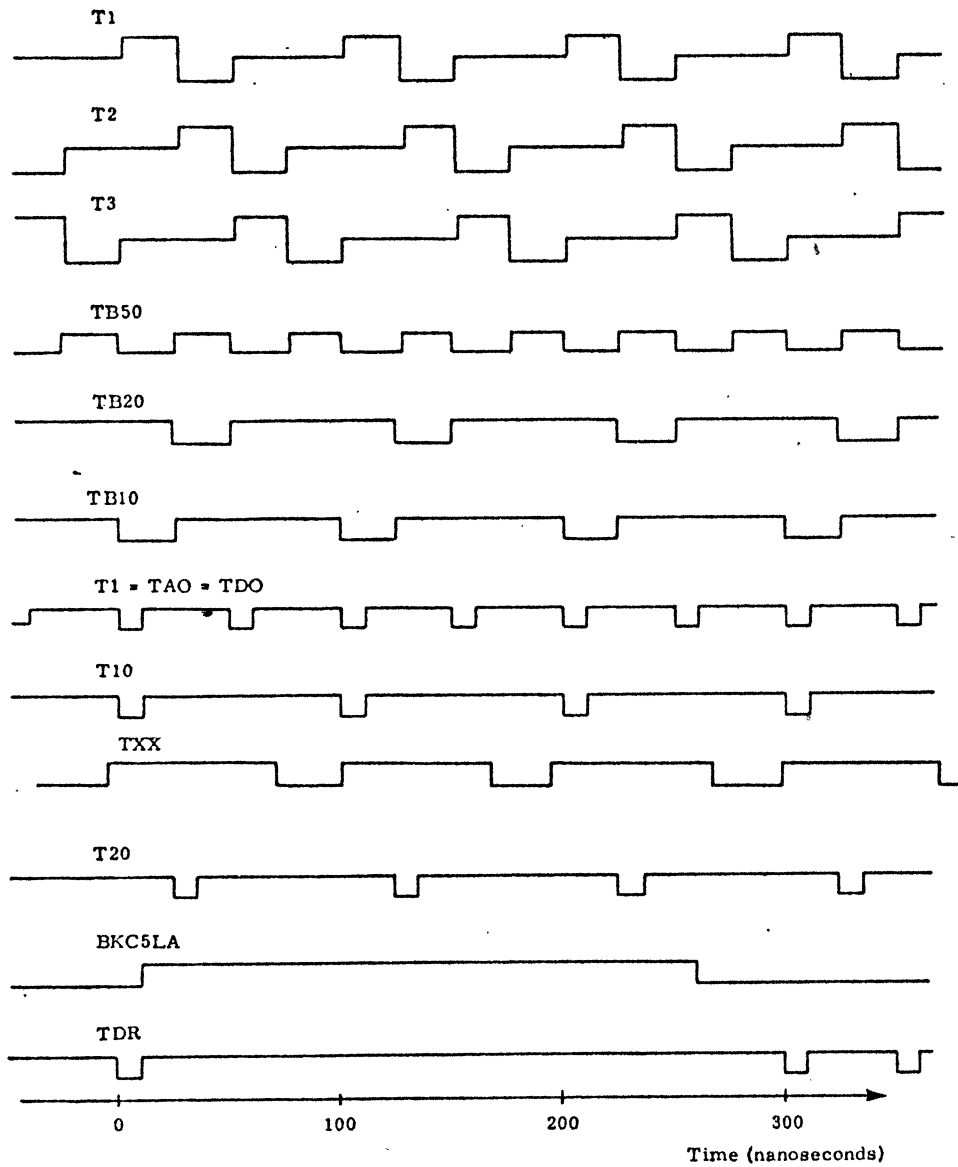 T1
T2
T3
TB50
TB20
TB10
T1 = TAO = TDO
T10
TXX
T20
BKC5LA
TDR
0 100 200 300
Time (nanoseconds)